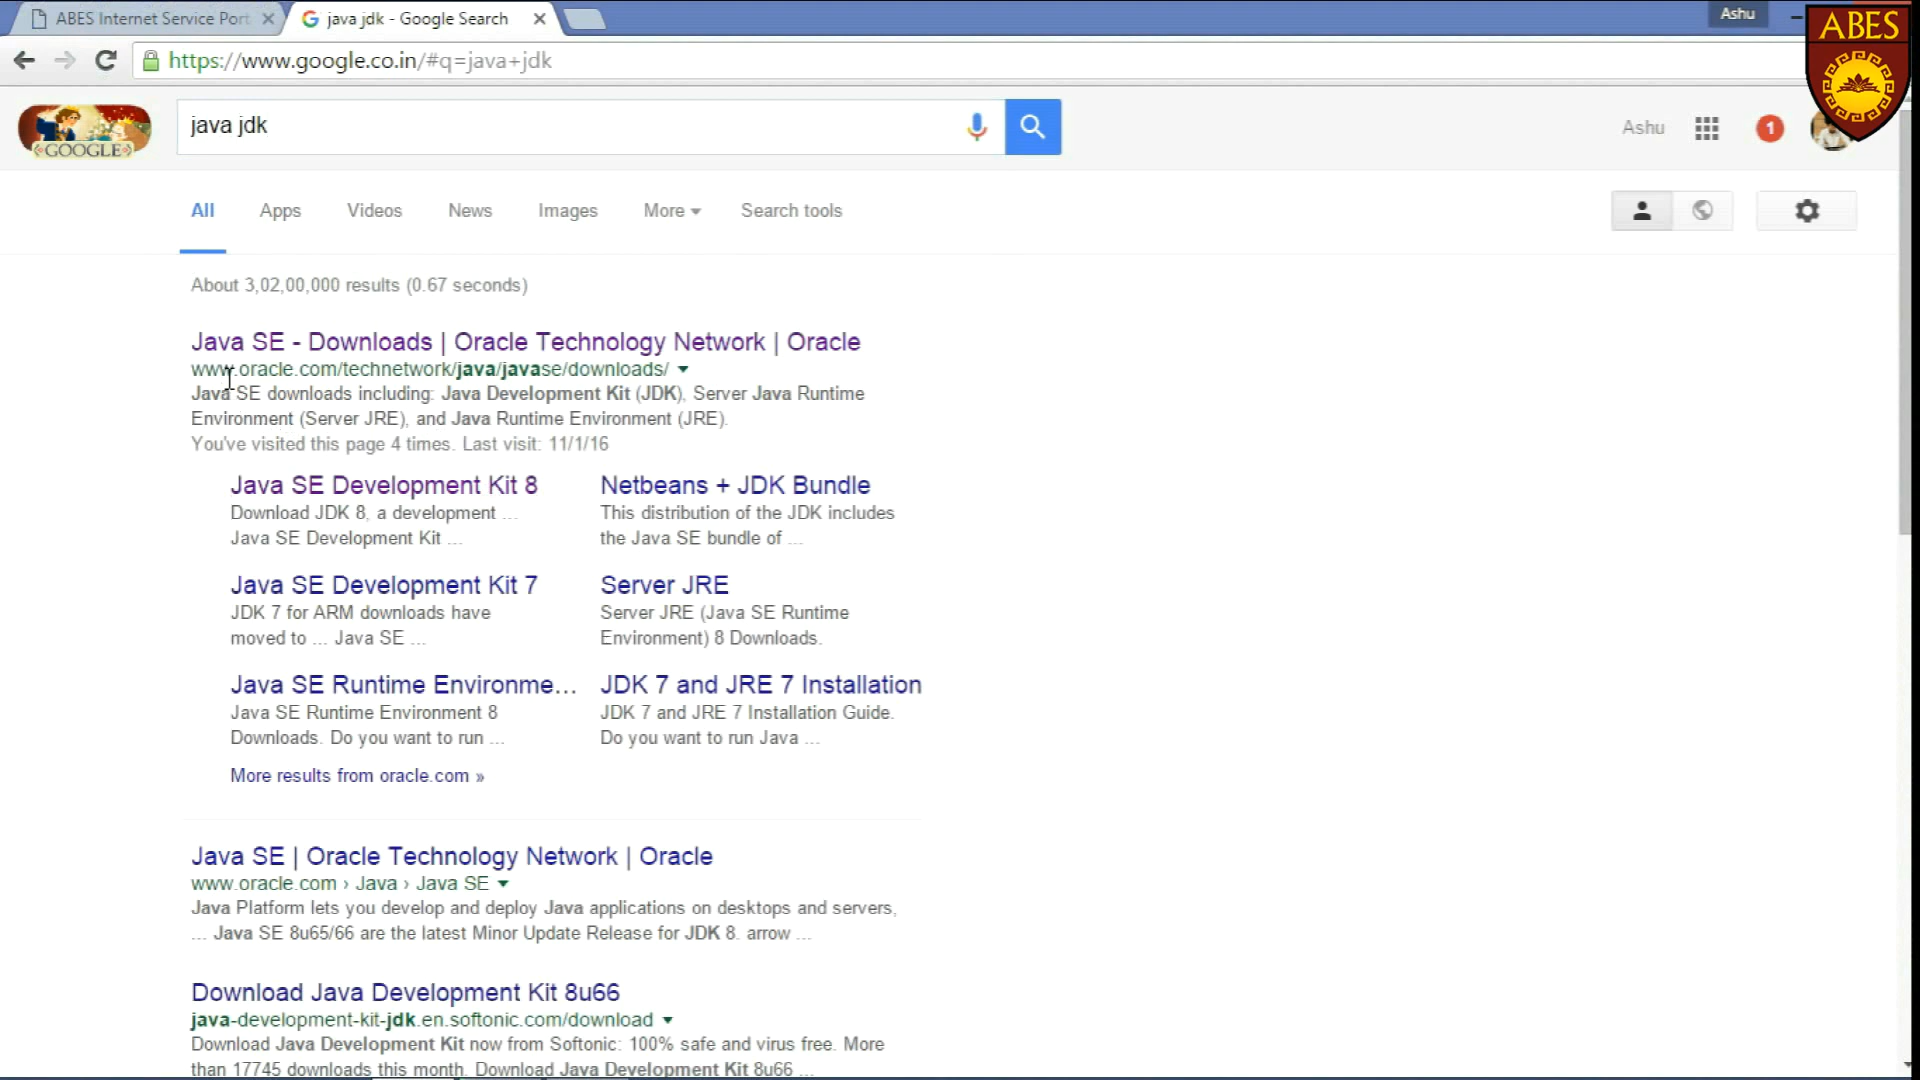 ABES Internet Service Port
java jdk - Google Search
Ashu
ABES
https://www.google.co.in/#q=java+jdk
GOOGLE
java jdk
Ashu
1
All
Apps
Videos
News
Images
More
Search tools
About 3,02,00,000 results (0.67 seconds)
Java SE - Downloads | Oracle Technology Network | Oracle
www.oracle.com/technetwork/java/javase/downloads/
Java SE downloads including: Java Development Kit (JDK), Server Java Runtime
Environment (Server JRE), and Java Runtime Environment (JRE).
You've visited this page 4 times. Last visit: 11/1/16
Java SE Development Kit 8
Download JDK 8, a development ...
Java SE Development Kit ...
Netbeans + JDK Bundle
This distribution of the JDK includes
the Java SE bundle of ...
Java SE Development Kit 7
JDK 7 for ARM downloads have
moved to ... Java SE ...
Server JRE
Server JRE (Java SE Runtime
Environment) 8 Downloads.
Java SE Runtime Environme...
Java SE Runtime Environment 8
Downloads. Do you want to run ...
JDK 7 and JRE 7 Installation
JDK 7 and JRE 7 Installation Guide.
Do you want to run Java ...
More results from oracle.com »
Java SE | Oracle Technology Network | Oracle
www.oracle.com › Java › Java SE
Java Platform lets you develop and deploy Java applications on desktops and servers,
... Java SE 8u65/66 are the latest Minor Update Release for JDK 8. arrow ...
Download Java Development Kit 8u66
java-development-kit-jdk.en.softonic.com/download
Download Java Development Kit now from Softonic: 100% safe and virus free. More
than 17745 downloads this month. Download Java Development Kit 8u66 ...